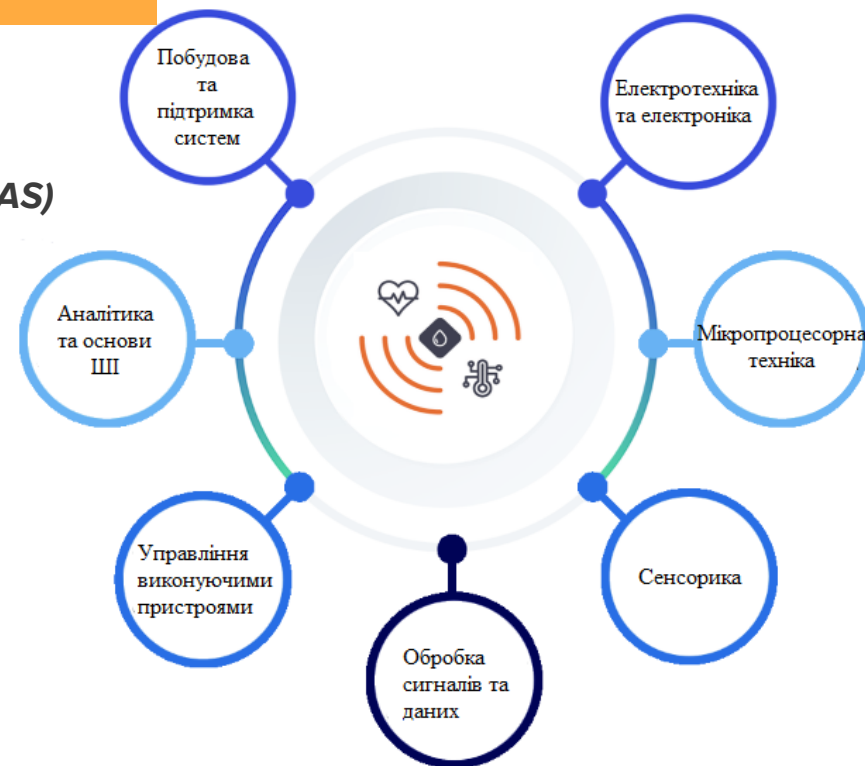 Побудова
та
підтримка
систем
Електротехніка
та електроніка
AS)
Аналітика
та основи
ШІ
Мікропроцесорна
техніка
Управління
виконуючими
пристроями
Сенсорика
Обробка
сигналів та
даних